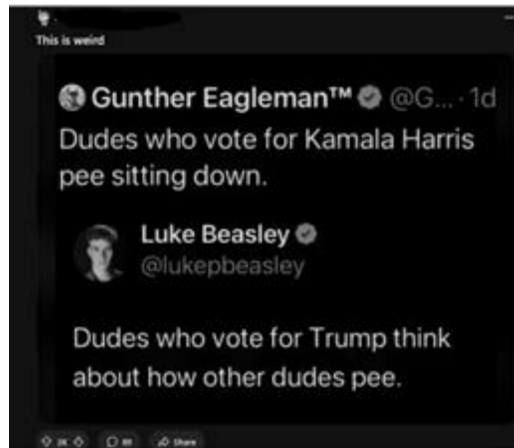 This is weird
Gunther Eagleman™ @G... · 1d
Dudes who vote for Kamala Harris
pee sitting down.
Luke Beasley
@lukepbeasley
Dudes who vote for Trump think
about how other dudes pee.
2K Share